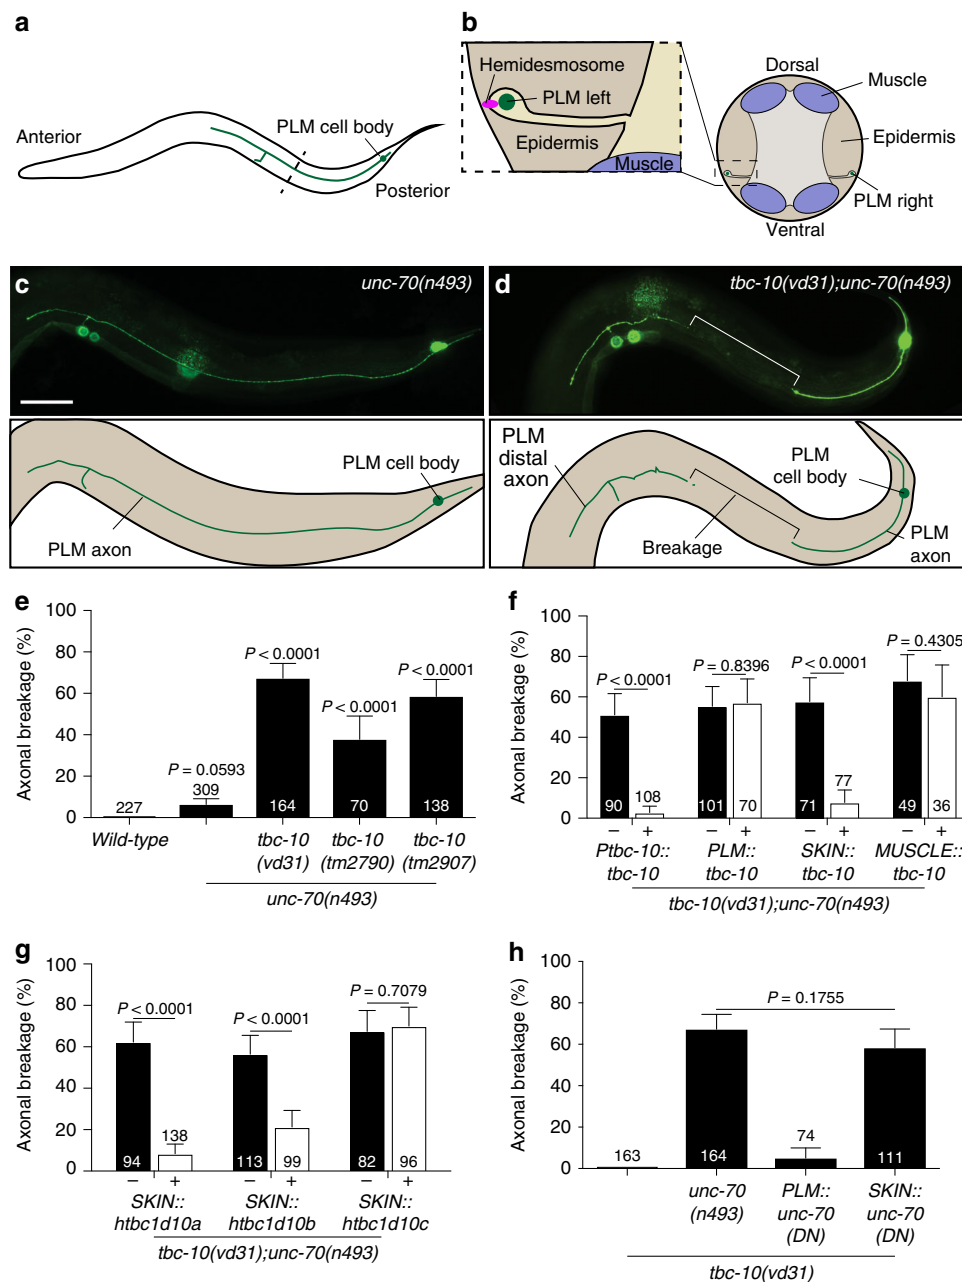 a
Anterior
PLM cell body
Posterior
b
Hemidesmosome
PLM left
Epidermis
Muscle
Dorsal
Muscle
Epidermis
PLM right
Ventral
c
unc-70(n493)
PLM cell body
PLM axon
d
tbc-10(vd31);unc-70(n493)
PLM
distal
axon
PLM
cell body
Breakage
PLM
axon
e
Axonal breakage (%)
100
80
60
40
20
0
227
P = 0.0593
309
P < 0.0001
164
P < 0.0001
70
P < 0.0001
138
Wild-type
tbc-10
(vd31)
tbc-10
(tm2790)
tbc-10
(tm2907)
unc-70(n493)
f
Axonal breakage (%)
100
80
60
40
20
0
P < 0.0001
P = 0.8396
P < 0.0001
P = 0.4305
90
108
101
70
71
77
49
36
– + – + – + – +
Ptbc-10::
tbc-10
PLM::
tbc-10
SKIN::
tbc-10
MUSCLE::
tbc-10
tbc-10(vd31);unc-70(n493)
g
Axonal breakage (%)
100
80
60
40
20
0
P < 0.0001
P < 0.0001
P = 0.7079
94
138
113
99
82
96
– + – + – +
SKIN::
htbc1d10a
SKIN::
htbc1d10b
SKIN::
htbc1d10c
tbc-10(vd31);unc-70(n493)
h
Axonal breakage (%)
100
80
60
40
20
0
P = 0.1755
163
164
74
111
unc-70
(n493)
PLM::
unc-70
(DN)
SKIN::
unc-70
(DN)
tbc-10(vd31)